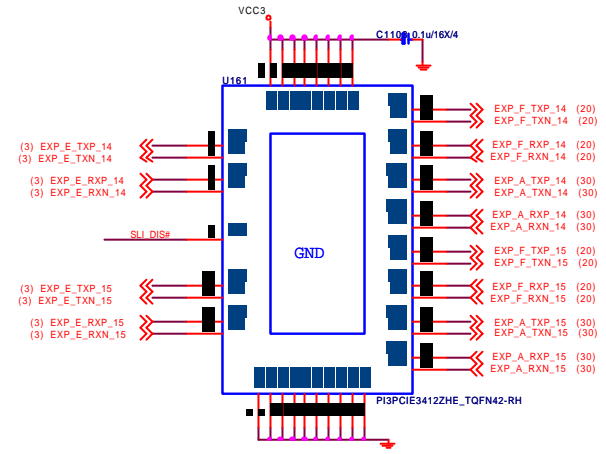 VCC3
C1108 0.1u/16X/4
U161
EXP_F_TXP_14 (20)
EXP_F_TXN_14 (20)
(3) EXP_E_TXP_14
(3) EXP_E_TXN_14
EXP_F_RXP_14 (20)
EXP_F_RXN_14 (20)
(3) EXP_E_RXP_14
(3) EXP_E_RXN_14
EXP_A_TXP_14 (30)
EXP_A_TXN_14 (30)
EXP_A_RXP_14 (30)
EXP_A_RXN_14 (30)
SLI_DIS#
GND
EXP_F_TXP_15 (20)
EXP_F_TXN_15 (20)
(3) EXP_E_TXP_15
(3) EXP_E_TXN_15
EXP_F_RXP_15 (20)
EXP_F_RXN_15 (20)
(3) EXP_E_RXP_15
(3) EXP_E_RXN_15
EXP_A_TXP_15 (30)
EXP_A_TXN_15 (30)
EXP_A_RXP_15 (30)
EXP_A_RXN_15 (30)
PI3PCIE3412ZHE_TQFN42-RH